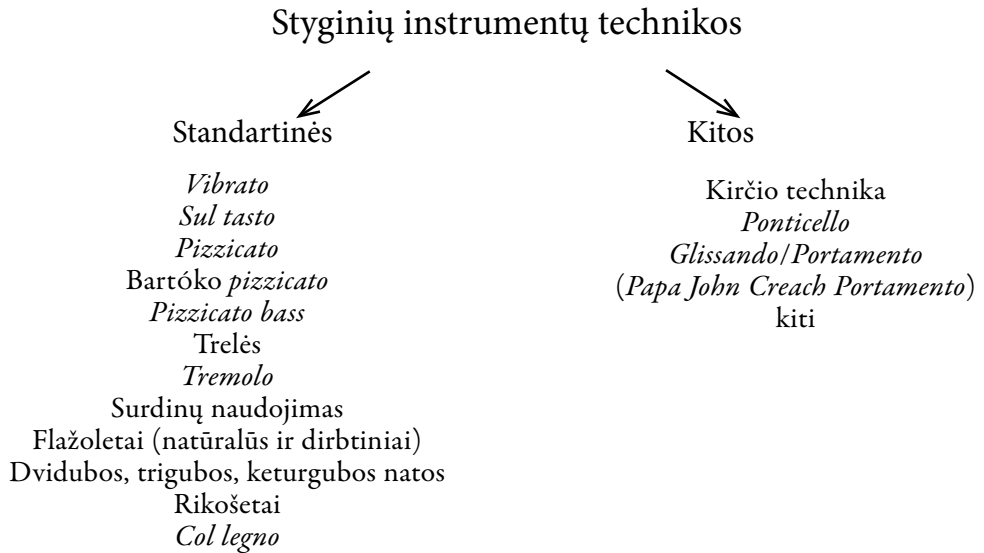 Styginių instrumentų technikos
Standartinės
Vibrato
Sul tasto
Pizzicato
Bartóko pizzicato
Pizzicato bass
Trelės
Tremolo
Surdinų naudojimas
Flažoletai (natūralūs ir dirbtiniai)
Dvidubos, trigubos, keturgubos natos
Rikošetai
Col legno
Kitos
Kirčio technika
Ponticello
Glissando/Portamento
(Papa John Creach Portamento)
kiti